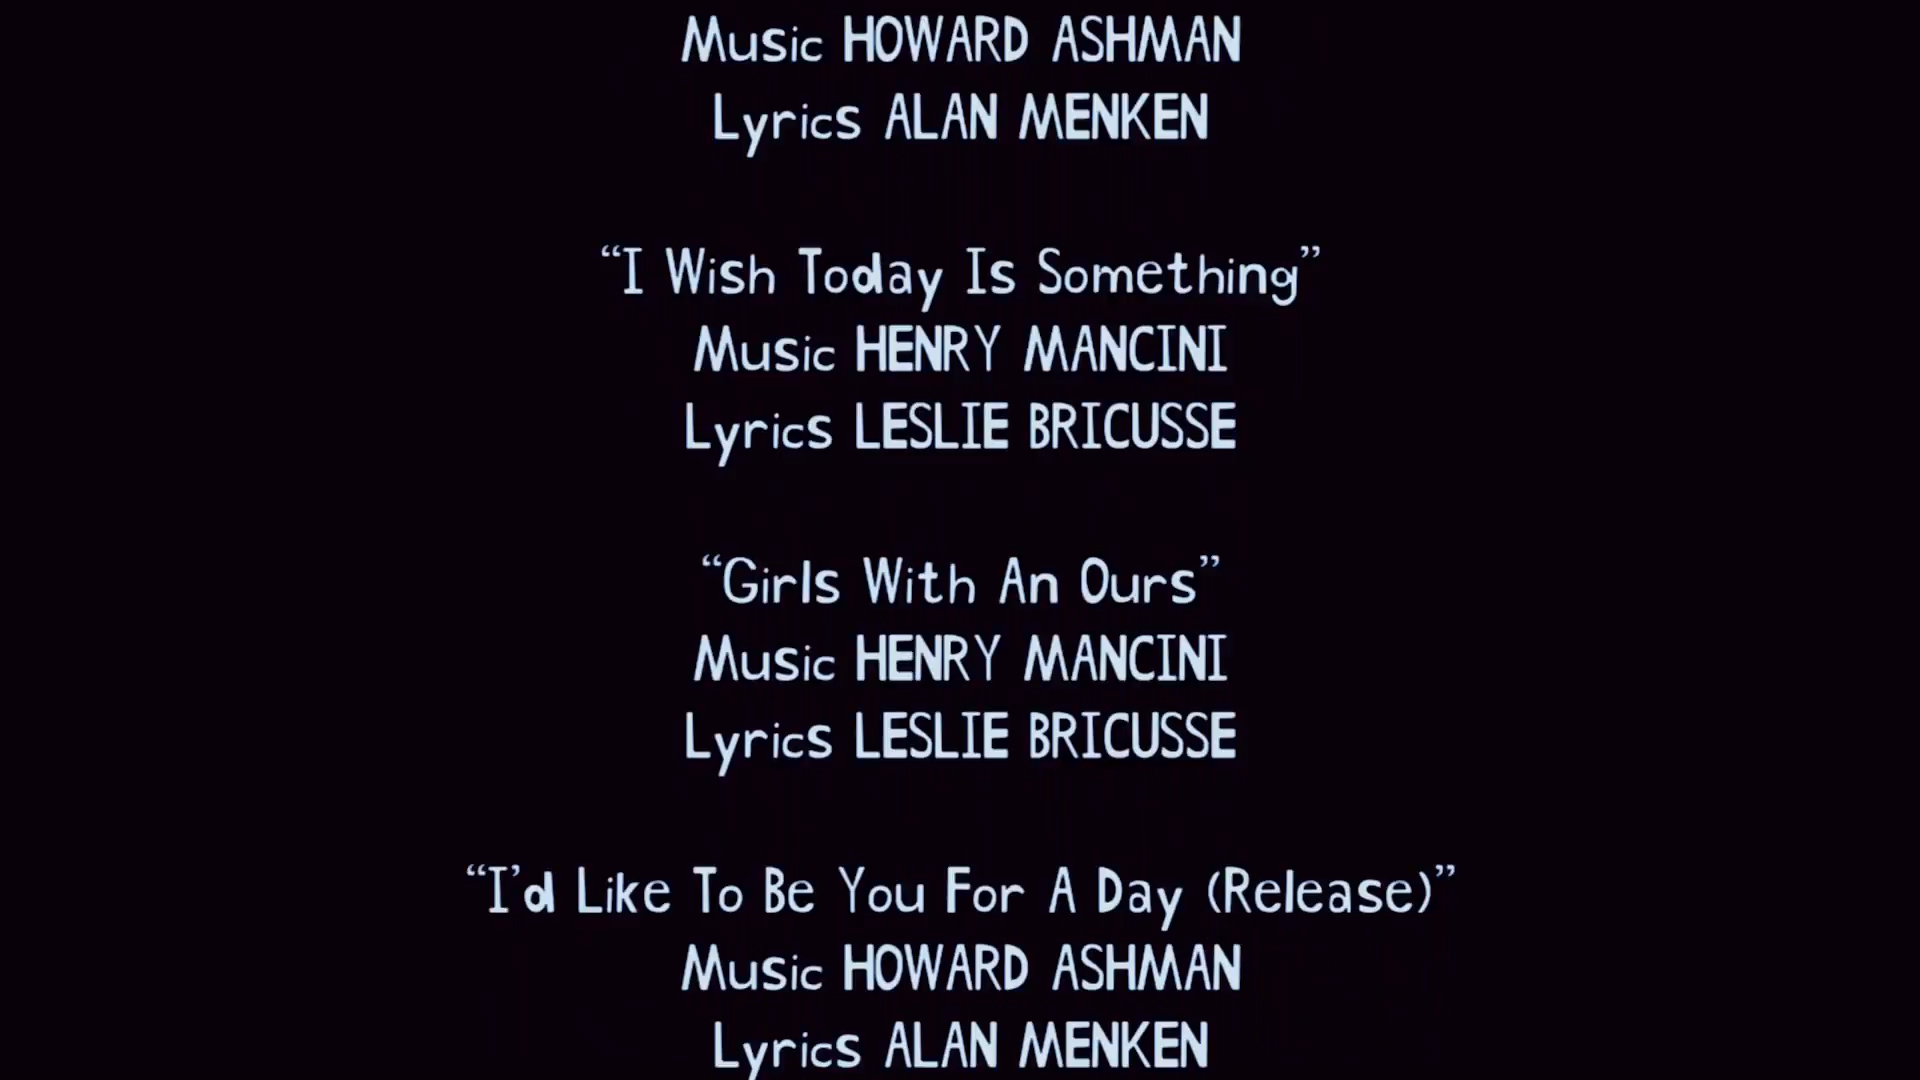 Music HOWARD ASHMAN
Lyrics ALAN MENKEN
“I Wish Today Is Something”
Music HENRY MANCINI
Lyrics LESLIE BRICUSSE
“Girls With An Ours”
Music HENRY MANCINI
Lyrics LESLIE BRICUSSE
“I'd Like To Be You For A Day (Release)”
Music HOWARD ASHMAN
Lyrics ALAN MENKEN